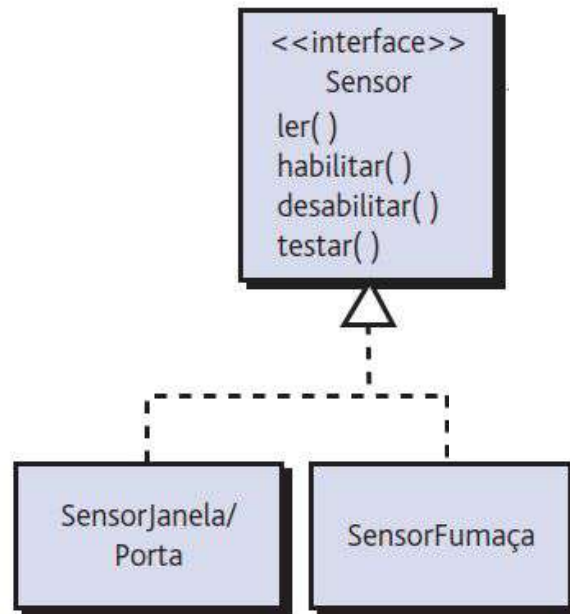 <<interface>>
Sensor
ler( )
habilitar( )
desabilitar( )
testar( )
SensorJanela/
Porta
SensorFumaça